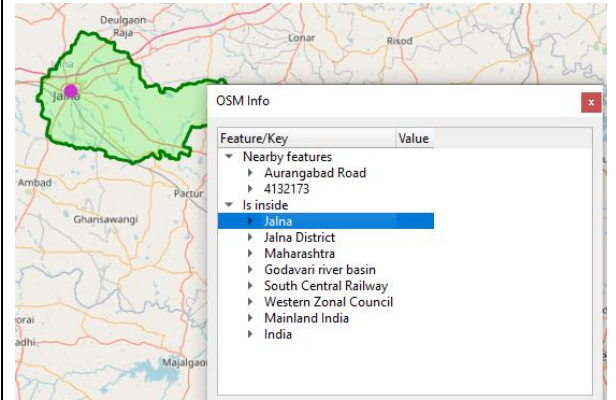 Deulgaon
Raja
Lonar
Risod
Jalna
OSM Info
x
Feature/Key Value
Nearby features
Aurangabad Road
4132173
Is inside
Jalna
Jalna District
Maharashtra
Godavari river basin
South Central Railway
Western Zonal Council
Mainland India
India
Ambad
Partur
Ghansawangi
Majalgao